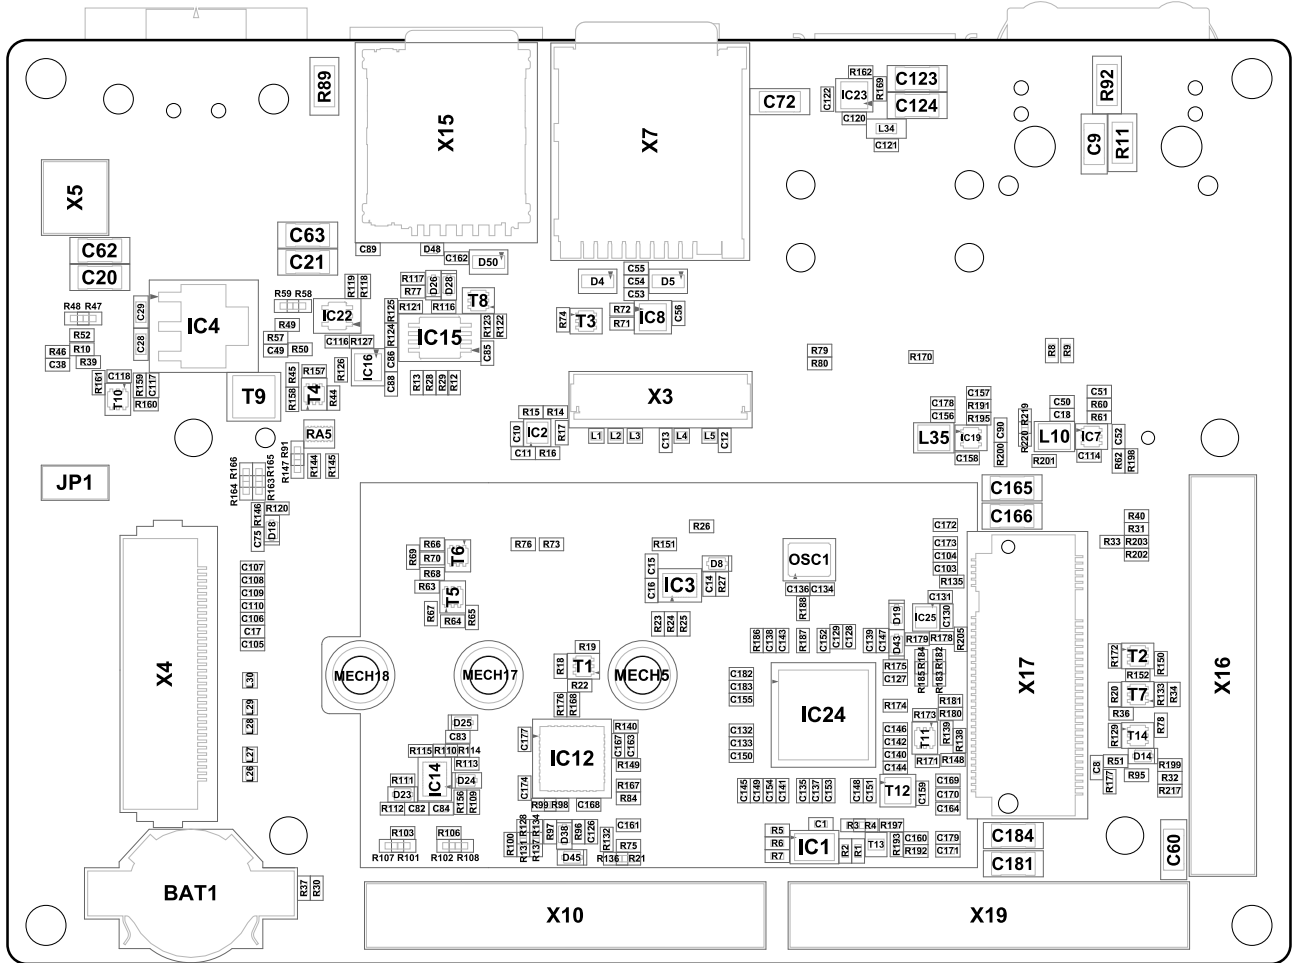 R89
X15
X7
C72
C122
R162
IC23
R169
C120
C123
C124
L34
C121
R92
C9
R11
X5
C62
C20
C63
C21
C89
D48
C162
D50
C55
C54
C53
D4
D5
R119
R118
R117
R77
D26
D28
R59 R58
R48 R47
C29
C28
IC4
IC22
R125
R124
R121
R116
T8
R123
R122
R74
T3
R72
R71
IC8
C56
R52
R10
R46
C38
R39
R49
R57
C49
R50
C116 R127
IC16
C86
C88
IC15
C85
R126
R79
R80
R170
R8
R9
R161
C118
T10
R159
C117
R160
T9
R45
R158
R157
T4
R44
R13
R28
R29
R12
X3
R15 R14
C10
IC2
R17
C11 R16
L1 L2 L3
C13
L4
L5
C12
C157
C178
R191
C156
R195
L35
IC19
C158
C90
R200
R219
R220
C50
C18
L10
R201
C51
R60
R61
IC7
C114
C52
R62
R198
RA5
R91
R147
R144
R145
R166
R165
R164
R163
JP1
R146
R120
C75
D18
C165
C166
R26
R76 R73
R151
C172
C173
C104
C103
R135
R40
R31
R33 R203
R202
R69
R66
R70
R68
T6
R63
T5
R67
R64
R65
C15
C16
IC3
D8
C14
R27
R23
R24
R25
OSC1
C136 C134
R188
C107
C108
C109
C110
C106
C17
C105
X4
L30
L29
L28
L27
L26
MECH18
MECH17
MECH5
R19
R18
T1
R22
R176
R168
R186
C138
C143
R187
C152
C129
C128
C139
C147
D19
D43
C131
IC25
C130
R179 R178
R205
R175
C127
R185
R184
R183
R182
X17
X16
R172
T2
R150
R152
R20
T7
R133
R34
R36
R129
T14
R78
C182
C183
C155
IC24
R174
R181
R180
R173
T11
R139
R138
R171 R148
C132
C133
C150
C146
C142
C140
C144
D25
C83
R115 R110 R114
R113
R111
D23
IC14
D24
R112 C82 C84
R156
R109
C177
IC12
R140
C167
C163
R149
C174
R99 R98
C168
R167
R84
C161
C145
C149
C154
C141
C135
C137
C153
C148
C151
T12
C159
C169
C170
C164
C8
R51
D14
R199
R95
R32
R177
R217
R103
R107 R101
R106
R102 R108
R100
R128
R131
R134
R137
R97
D38
R96
C126
D45
R132
R75
R136
R21
R5
R6
R7
C1
IC1
R2
R1
R3 R4 R197
T13
R193
C160
R192
C179
C171
C184
C181
C60
BAT1
R37
R30
X10
X19